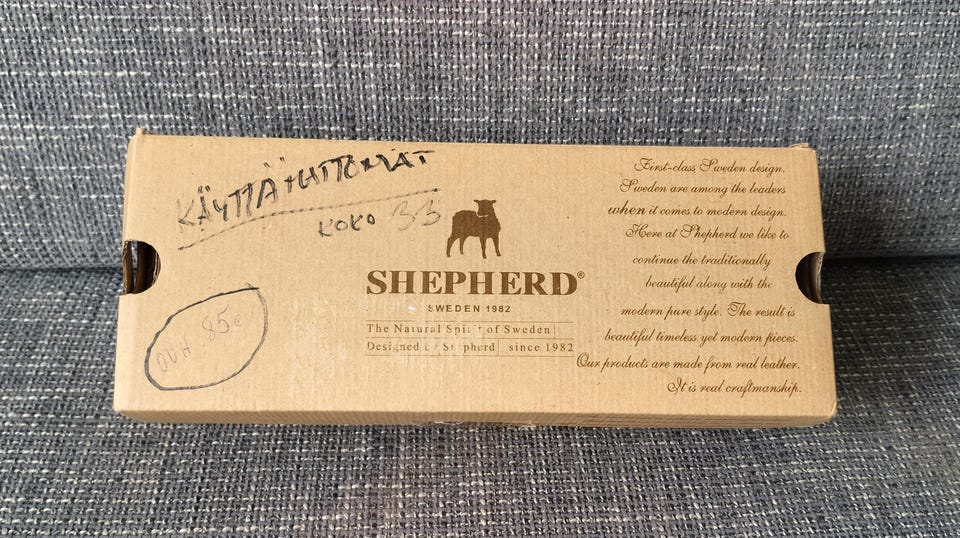 KÄYTTÄMÄTTÖMÄT
KOKO 33
OVH 85e
SHEPHERD®
SWEDEN 1982
The Natural Spirit of Sweden
Designed by Shepherd since 1982
First-class Sweden design.
Sweden are among the leaders
when it comes to modern design.
Here at Shepherd we like to
continue the traditionally
beautiful along with the
modern pure style. The result is
beautiful timeless yet modern pieces.
Our products are made from real leather.
It is real craftmanship.